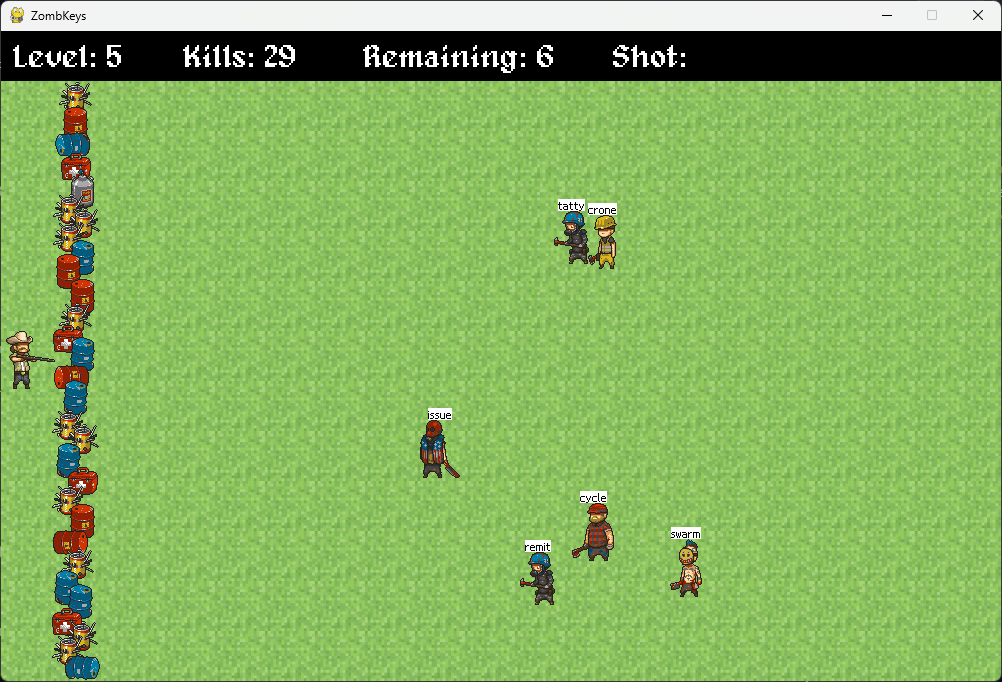 ZombKeys
Level: 5 Kills: 29 Remaining: 6 Shot:
tatty
crone
issue
cycle
swarm
remit